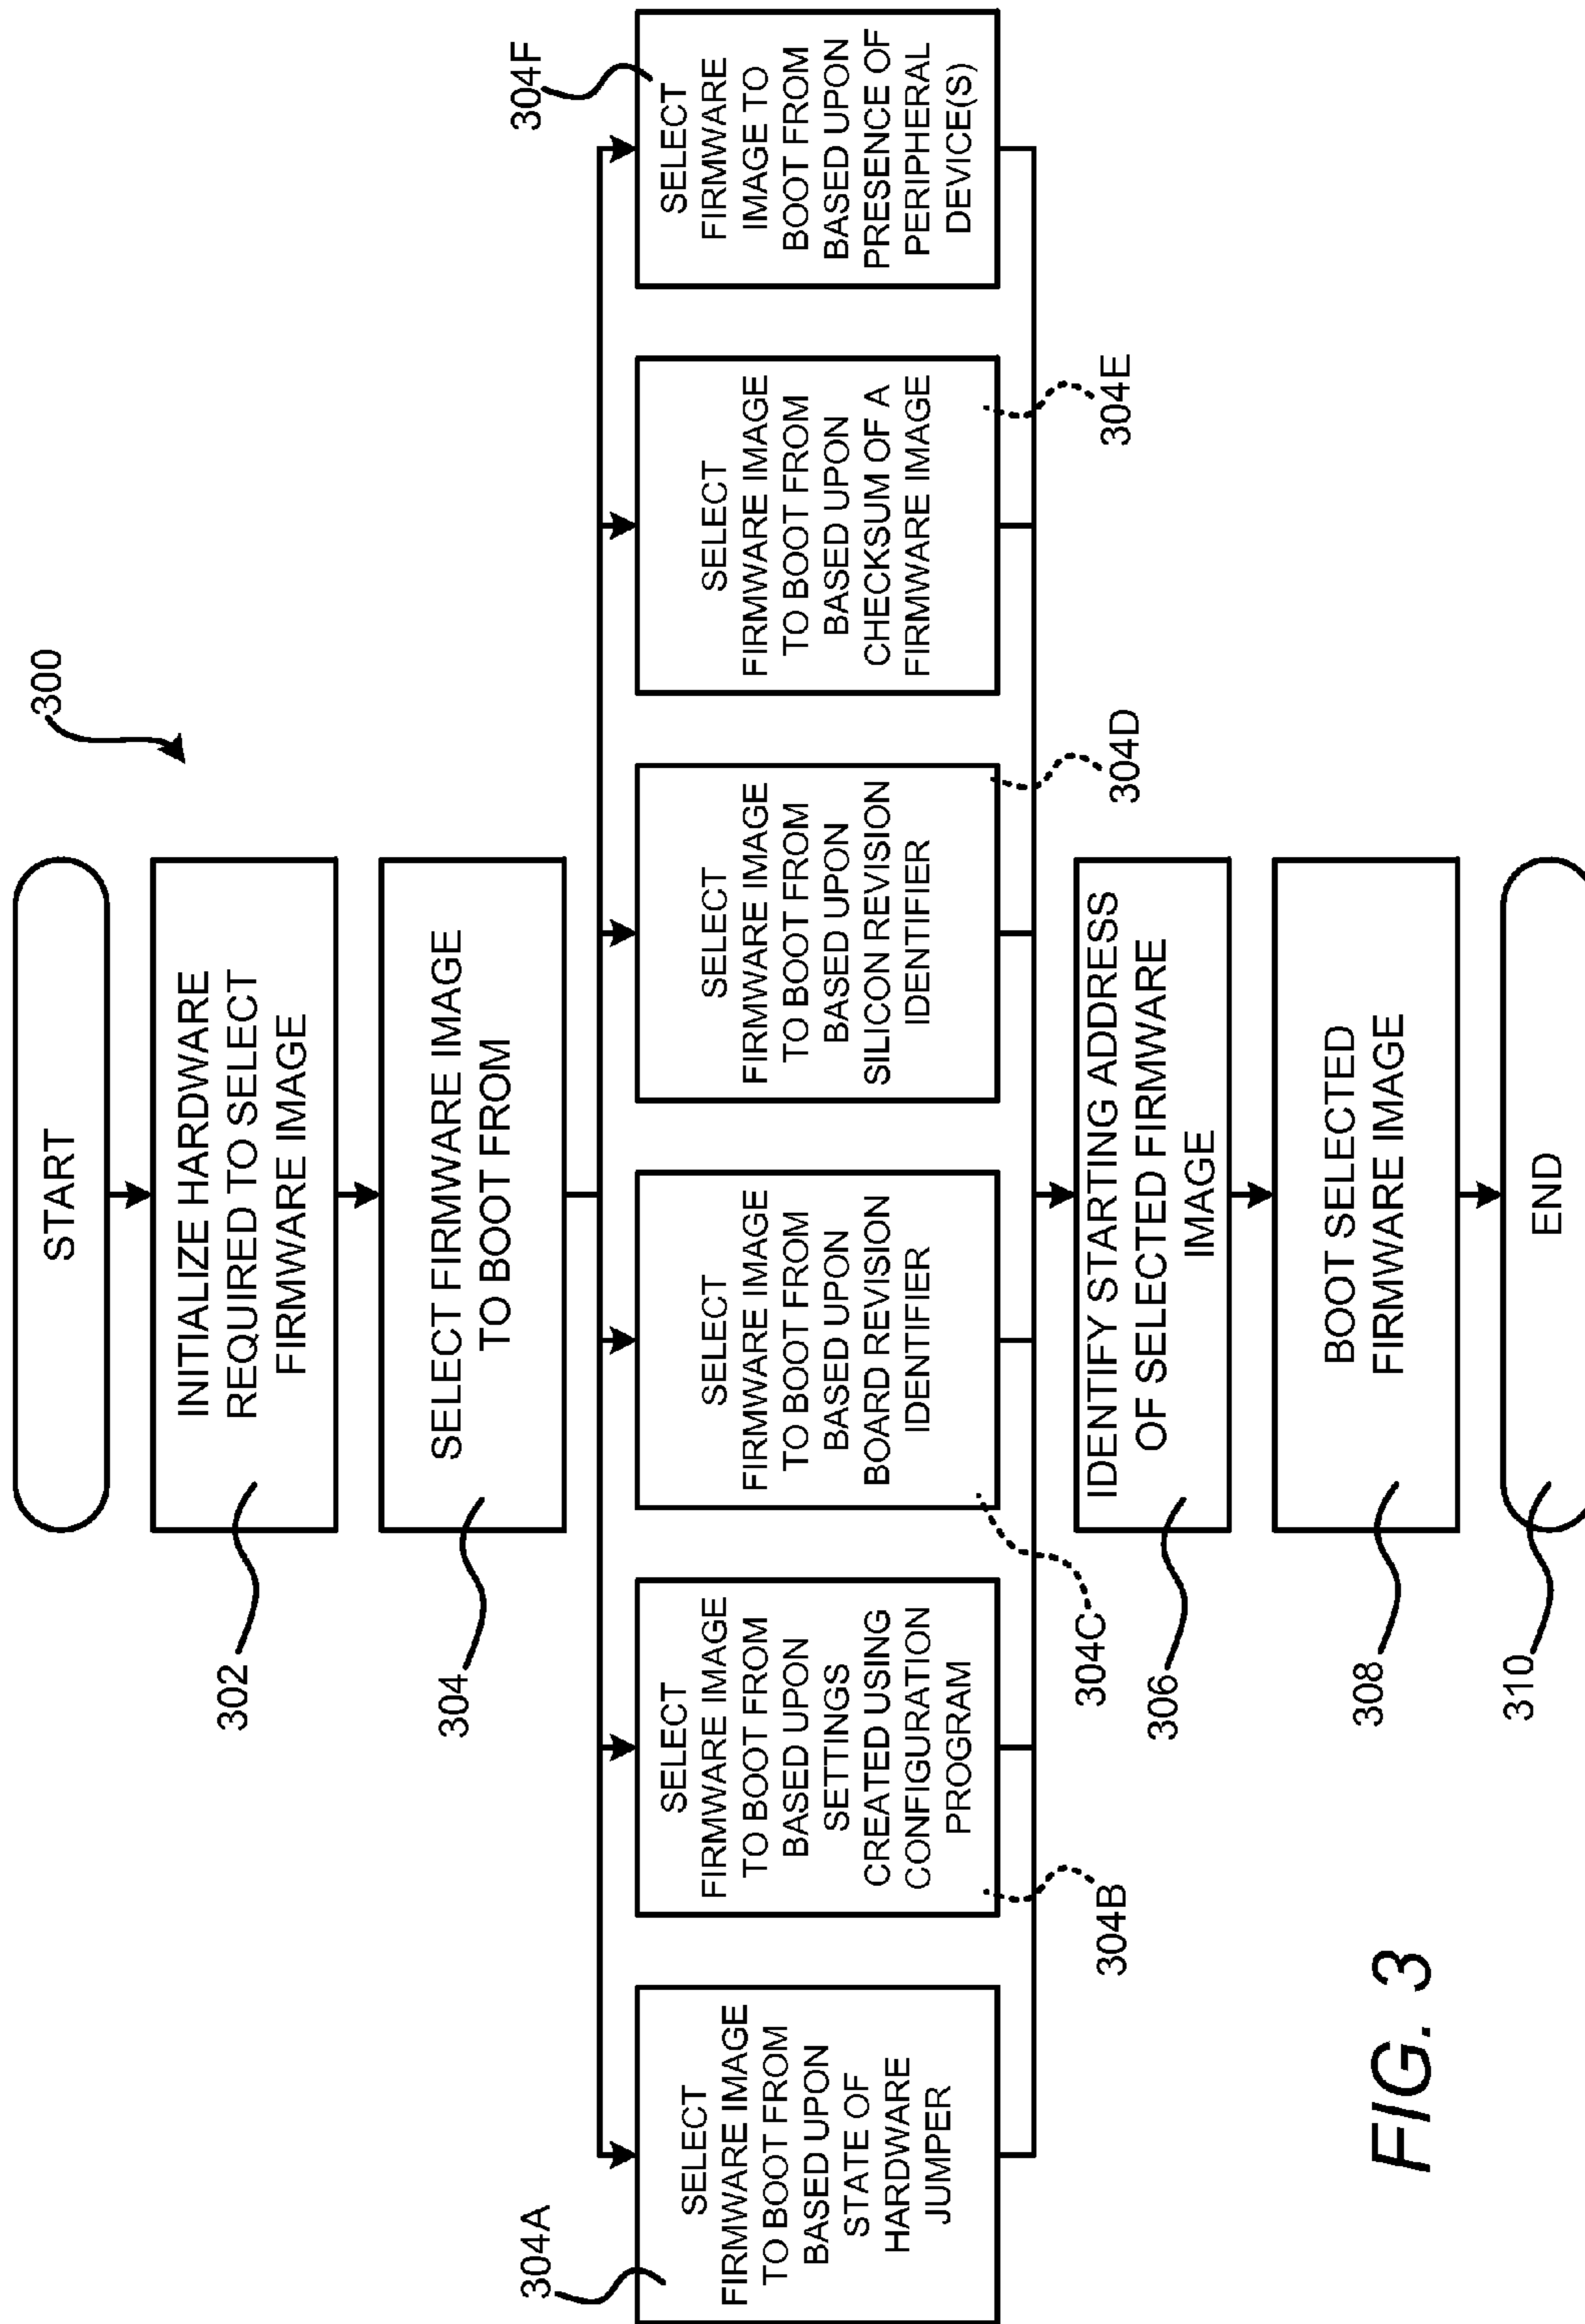 300
START
INITIALIZE HARDWARE
REQUIRED TO SELECT
FIRMWARE IMAGE
302
SELECT FIRMWARE IMAGE
TO BOOT FROM
304
304A
SELECT
FIRMWARE IMAGE
TO BOOT FROM
BASED UPON
STATE OF
HARDWARE
JUMPER
SELECT
FIRMWARE IMAGE
TO BOOT FROM
BASED UPON
SETTINGS
CREATED USING
CONFIGURATION
PROGRAM
304B
SELECT
FIRMWARE IMAGE
TO BOOT FROM
BASED UPON
BOARD REVISION
IDENTIFIER
304C
SELECT
FIRMWARE IMAGE
TO BOOT FROM
BASED UPON
SILICON REVISION
IDENTIFIER
304D
SELECT
FIRMWARE IMAGE
TO BOOT FROM
BASED UPON
CHECKSUM OF A
FIRMWARE IMAGE
304E
304F
SELECT
FIRMWARE
IMAGE TO
BOOT FROM
BASED UPON
PRESENCE OF
PERIPHERAL
DEVICE(S)
IDENTIFY STARTING ADDRESS
OF SELECTED FIRMWARE
IMAGE
306
BOOT SELECTED
FIRMWARE IMAGE
308
END
310
FIG. 3